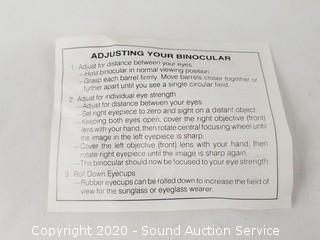 ADJUSTING YOUR BINOCULAR
1. Adjust for distance between your eyes:
—Hold binocular in normal viewing position.
—Grasp each barrel firmly. Move barrels closer together or
further apart until you see a single circular field.
2. Adjust for individual eye strength
—Adjust for distance between your eyes.
—Set right eyepiece to zero and sight on a distant object.
—Keeping both eyes open, cover the right objective (front)
lens with your hand, then rotate central focusing wheel until
the image in the left eyepiece is sharp.
—Cover the left objective (front) lens with your hand, then
rotate right eyepiece until the image is sharp again.
—The binocular should now be focused to your eye strength
3. Roll Down Eyecups
—Rubber eyecups can be rolled down to increase the field of
view for the sunglass or eyeglass wearer.
Copyright 2020 - Sound Auction Service